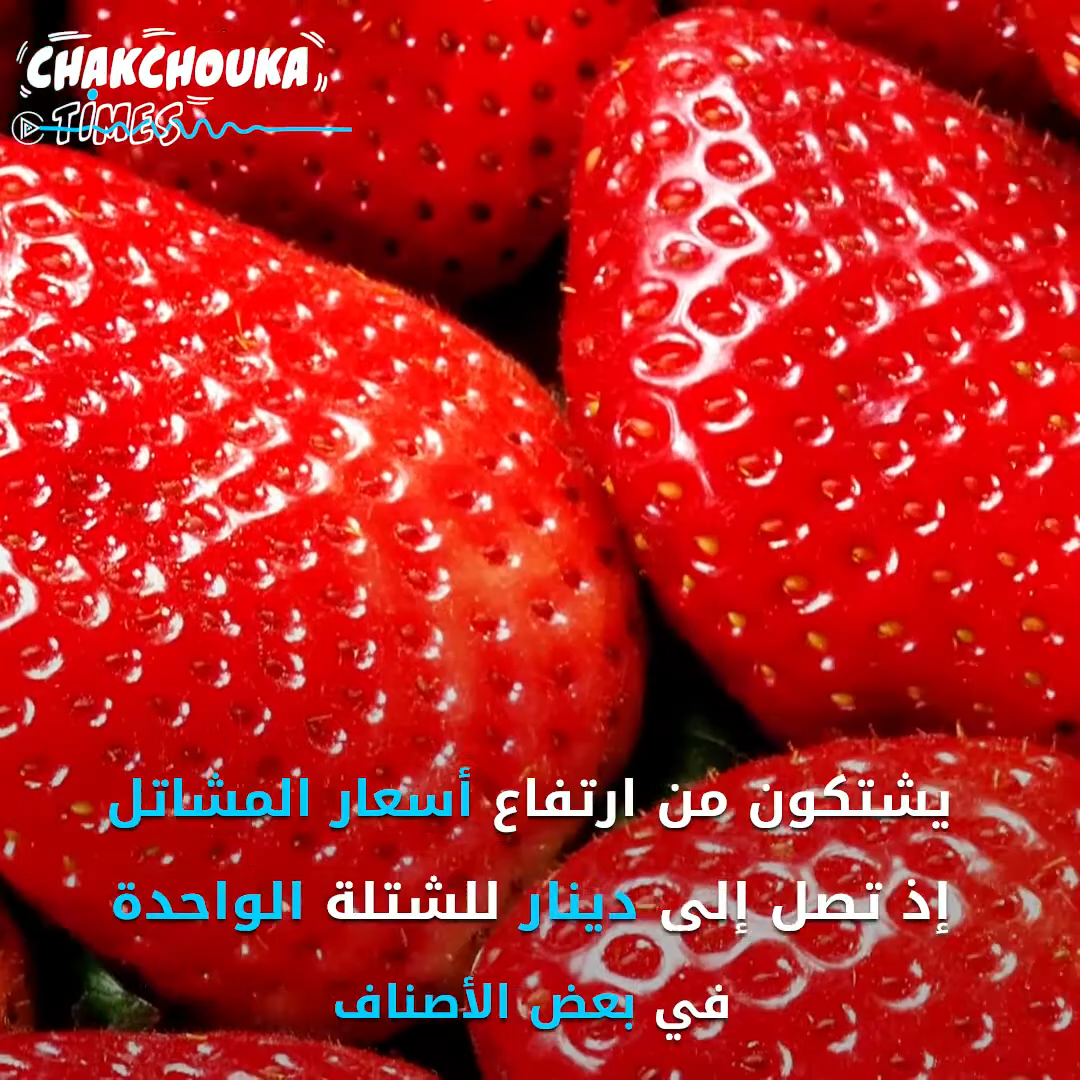 CHAKCHOUKA
TIMES
يشتكون من ارتفاع أسعار المشاتل
إذ تصل إلى دينار للشتلة الواحدة
في بعض الأصناف